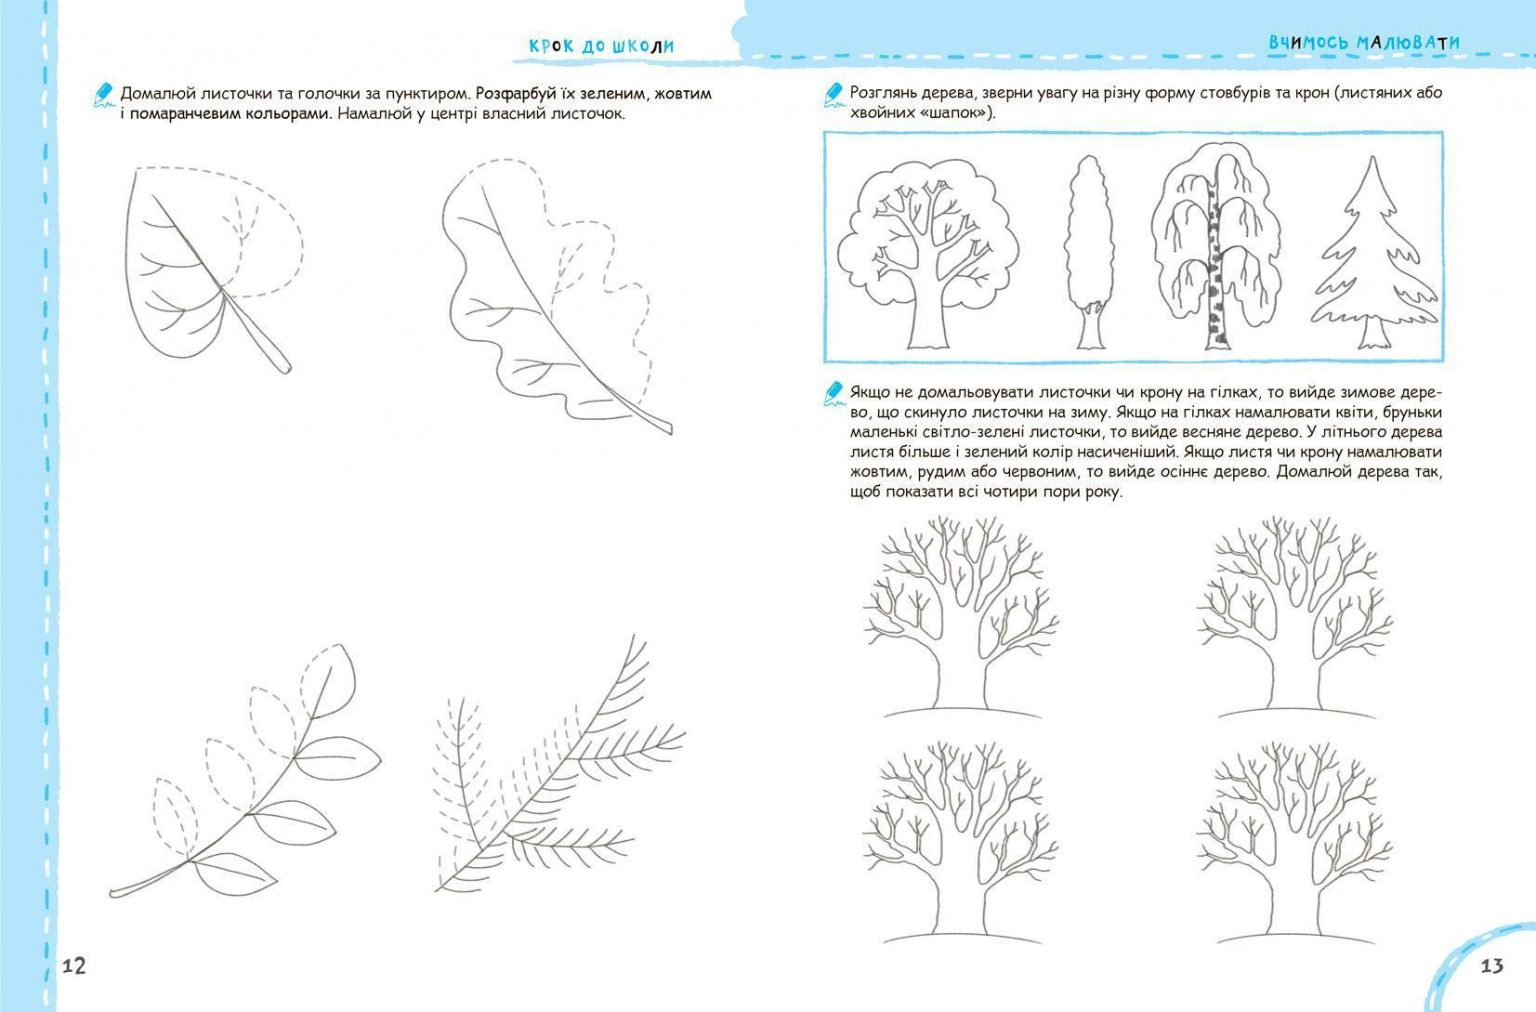 КРОК ДО ШКОЛИ
Домалюй листочки та голочки за пунктиром. Розфарбуй їх зеленим, жовтим
і помаранчевим кольорами. Намалюй у центрі власний листочок.
12
ВЧИМОСЬ МАЛЮВАТИ
Розглянь дерева, зверни увагу на різну форму стовбурів та крон (листяних або
хвойних «шапок»).
Якщо не домальовувати листочки чи крону на гілках, то вийде зимове дере-
во, що скинуло листочки на зиму. Якщо на гілках намалювати квіти, бруньки
маленькі світло-зелені листочки, то вийде весняне дерево. У літнього дерева
листя більше і зелений колір насиченіший. Якщо листя чи крону намалювати
жовтим, рудим або червоним, то вийде осіннє дерево. Домалюй дерева так,
щоб показати всі чотири пори року.
13